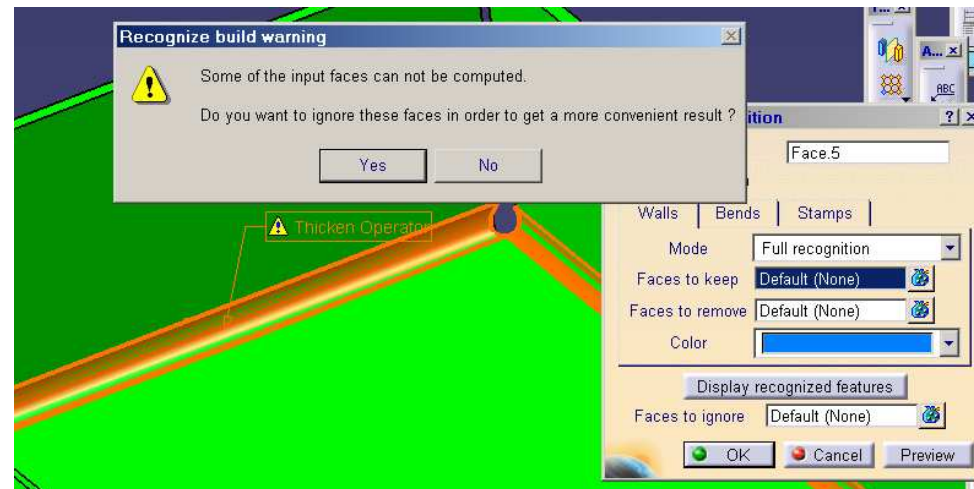 Recognize build warning
Some of the input faces can not be computed.
Do you want to ignore these faces in order to get a more convenient result ?
Yes No
Thicken Operator
A...
ABC
ition
Face.5
Walls Bends Stamps
Mode Full recognition
Faces to keep Default (None)
Faces to remove Default (None)
Color
Display recognized features
Faces to ignore Default (None)
OK Cancel Preview